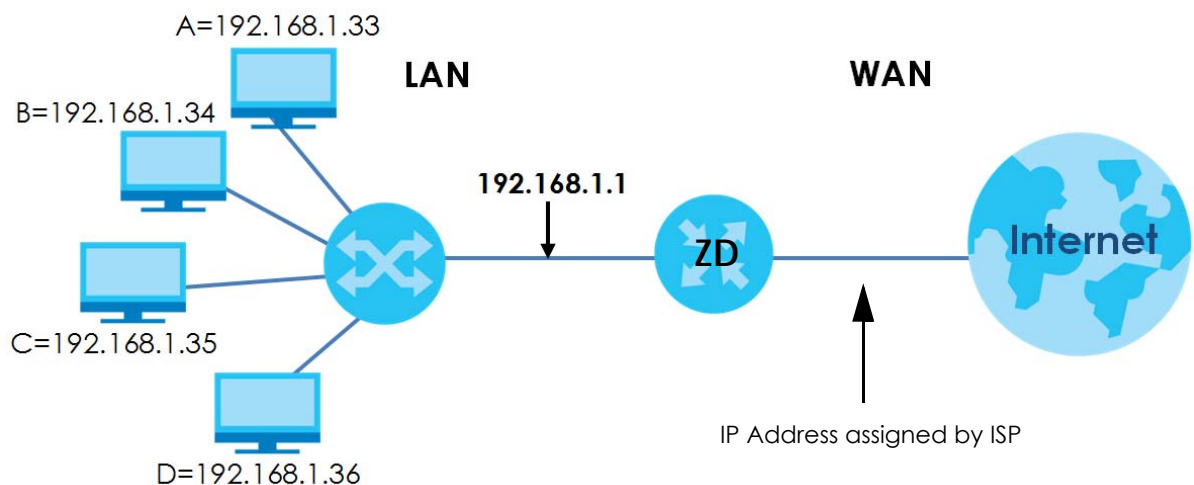 A=192.168.1.33
LAN
WAN
B=192.168.1.34
192.168.1.1
ZD
Internet
C=192.168.1.35
IP Address assigned by ISP
D=192.168.1.36